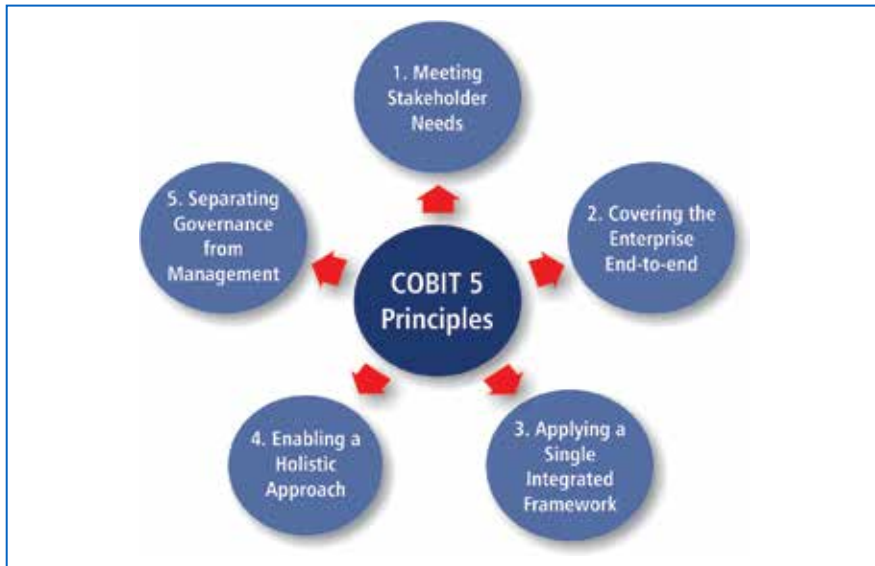 1. Meeting
Stakeholder
Needs
5. Separating
Governance
from
Management
2. Covering the
Enterprise
End-to-end
COBIT 5
Principles
4. Enabling a
Holistic
Approach
3. Applying a
Single
Integrated
Framework